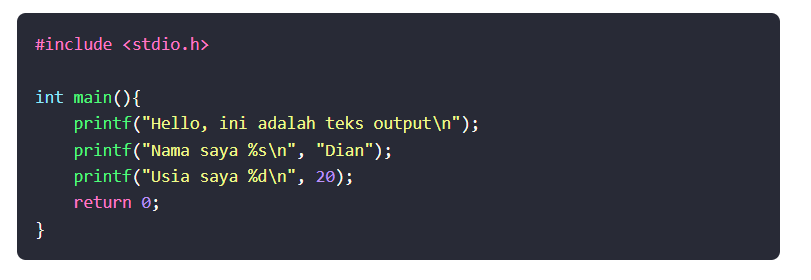 #include <stdio.h>

int main(){
    printf("Hello, ini adalah teks output\n");
    printf("Nama saya %s\n", "Dian");
    printf("Usia saya %d\n", 20);
    return 0;
}